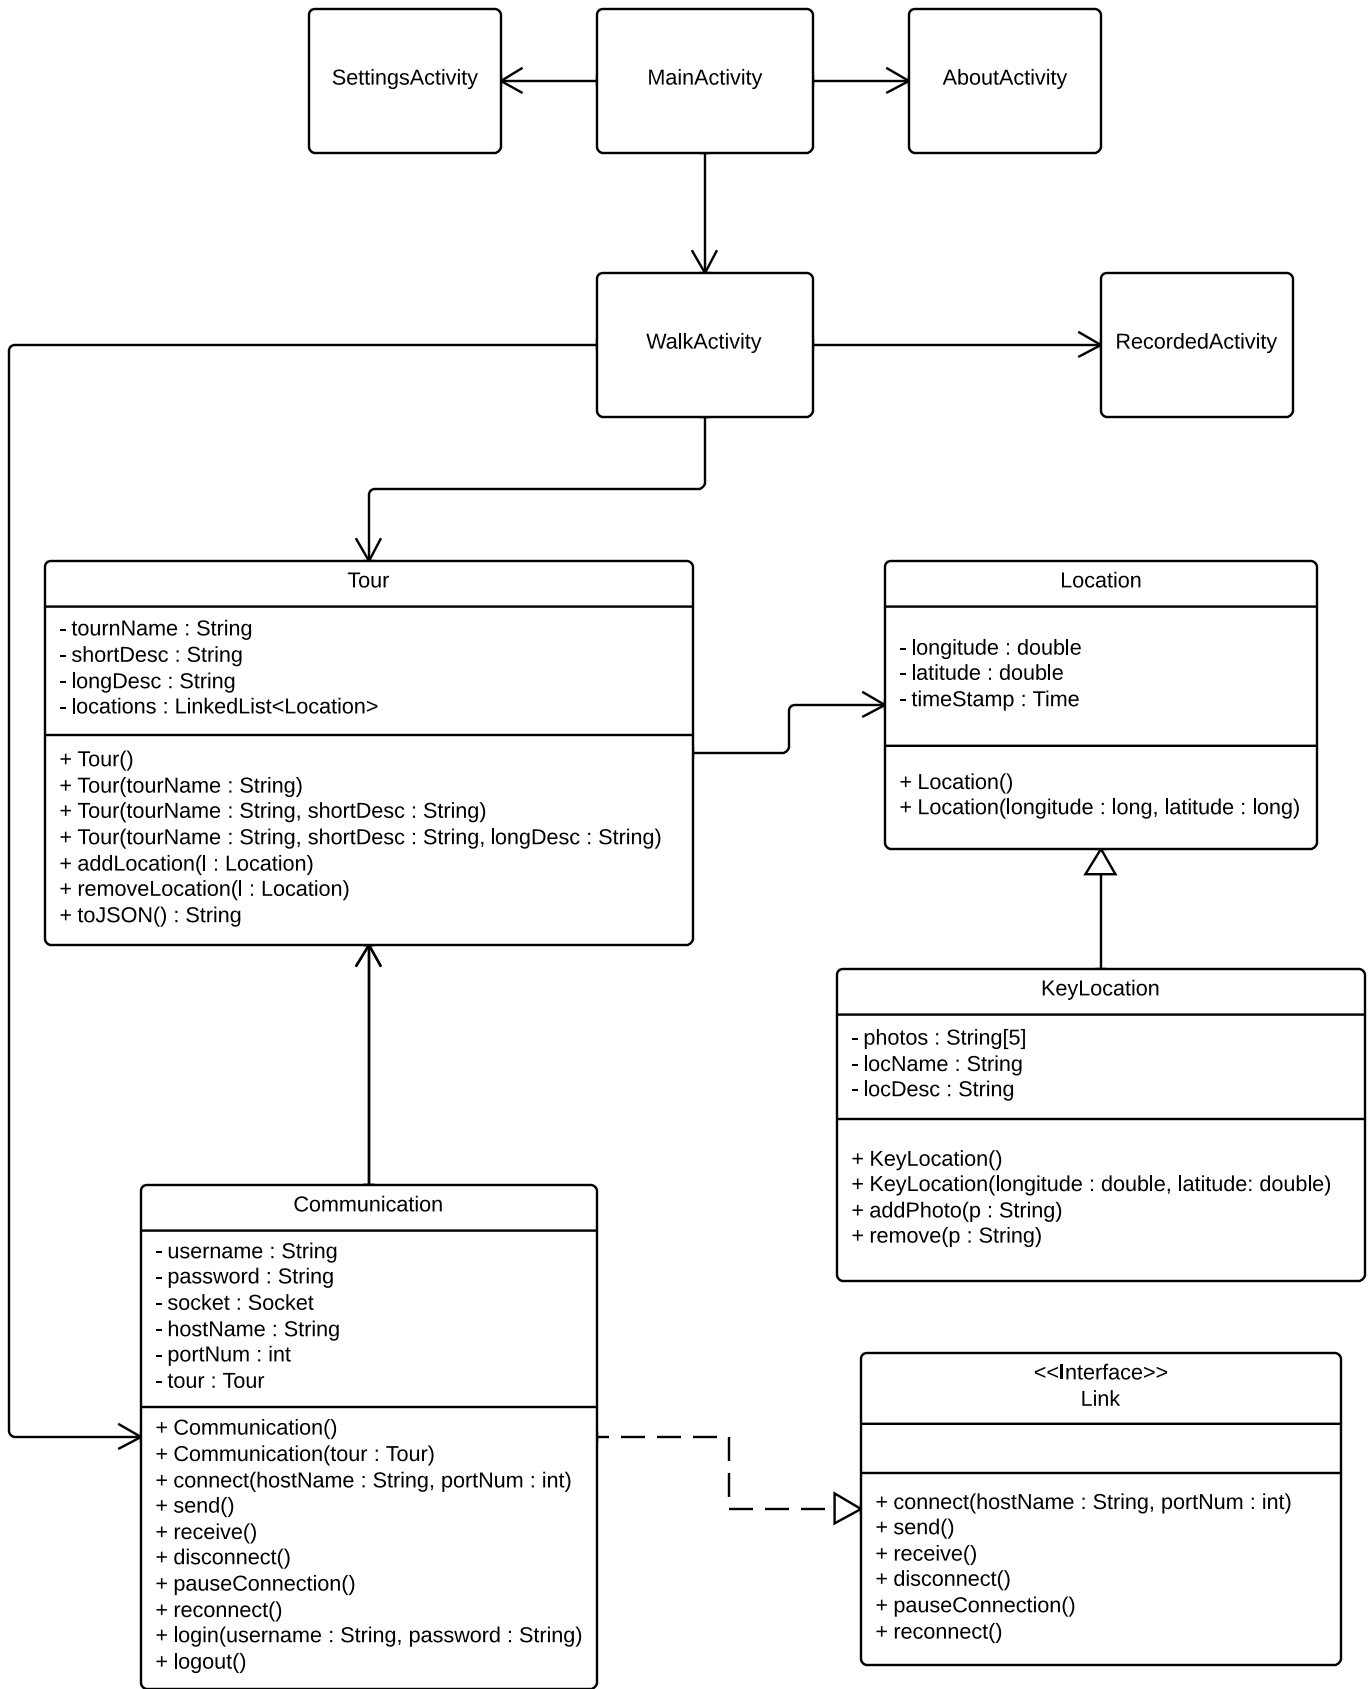 SettingsActivity
MainActivity
AboutActivity
WalkActivity
RecordedActivity
Tour
- tournName : String
- shortDesc : String
- longDesc : String
- locations : LinkedList<Location>
+ Tour()
+ Tour(tourName : String)
+ Tour(tourName : String, shortDesc : String)
+ Tour(tourName : String, shortDesc : String, longDesc : String)
+ addLocation(l : Location)
+ removeLocation(l : Location)
+ toJSON() : String
Location
- longitude : double
- latitude : double
- timeStamp : Time
+ Location()
+ Location(longitude : long, latitude : long)
KeyLocation
- photos : String[5]
- locName : String
- locDesc : String
+ KeyLocation()
+ KeyLocation(longitude : double, latitude: double)
+ addPhoto(p : String)
+ remove(p : String)
Communication
- username : String
- password : String
- socket : Socket
- hostName : String
- portNum : int
- tour : Tour
+ Communication()
+ Communication(tour : Tour)
+ connect(hostName : String, portNum : int)
+ send()
+ receive()
+ disconnect()
+ pauseConnection()
+ reconnect()
+ login(username : String, password : String)
+ logout()
<<Interface>>
Link
+ connect(hostName : String, portNum : int)
+ send()
+ receive()
+ disconnect()
+ pauseConnection()
+ reconnect()